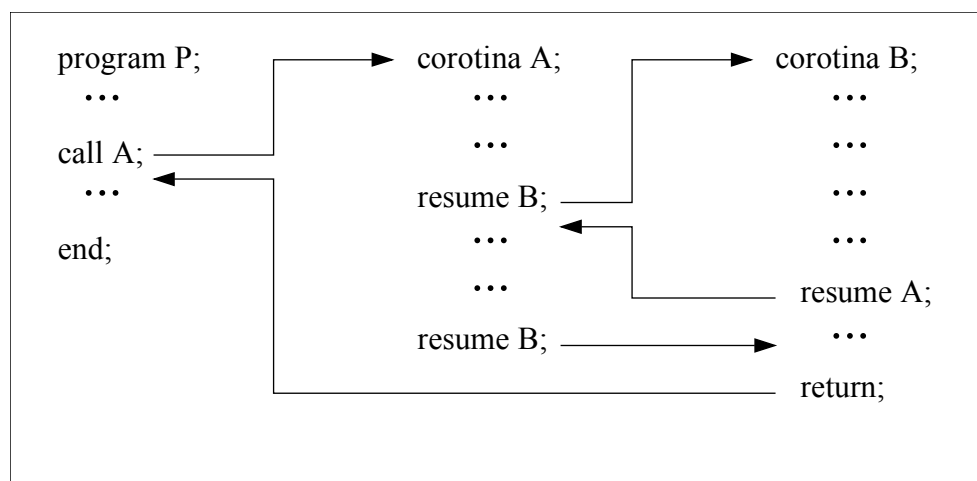 program P;
...
call A;
...
end;
corotina A;
...
...
resume B;
...
...
resume B;
corotina B;
...
...
...
...
resume A;
...
return;